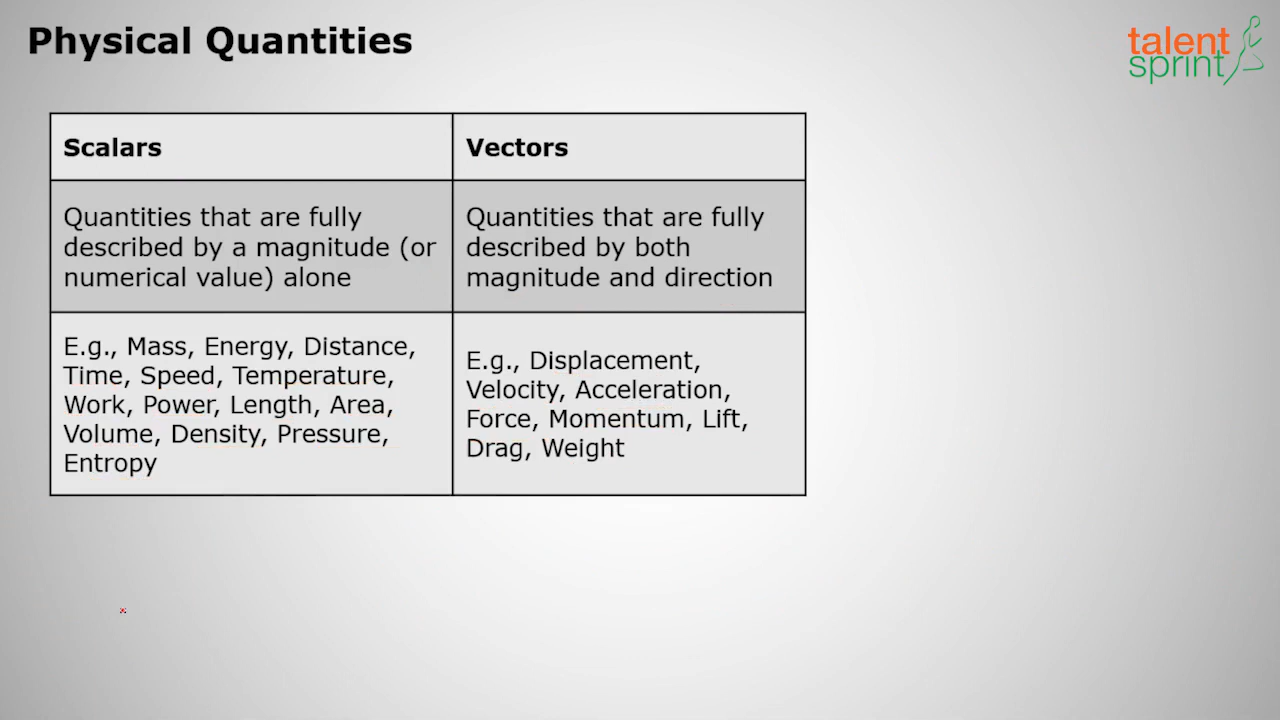 Physical Quantities
talent
sprint
Scalars
Vectors
Quantities that are fully
described by a magnitude (or
numerical value) alone
Quantities that are fully
described by both
magnitude and direction
E.g., Mass, Energy, Distance,
Time, Speed, Temperature,
Work, Power, Length, Area,
Volume, Density, Pressure,
Entropy
E.g., Displacement,
Velocity, Acceleration,
Force, Momentum, Lift,
Drag, Weight